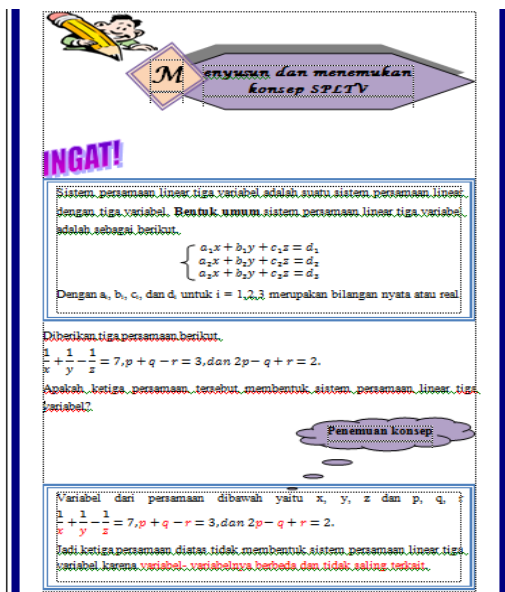 Menyusun dan menemukan
konsep SPLTV
INGAT!
Sistem persamaan linear tiga variabel adalah suatu sistem persamaan linear
dengan tiga variabel. Bentuk umum sistem persamaan linear tiga variabel
adalah sebagai berikut.
a₁x + b₁y + c₁z = d₁
a₂x + b₂y + c₂z = d₂
a₃x + b₃y + c₃z = d₃
Dengan aᵢ, bᵢ, cᵢ, dan dᵢ untuk i = 1,2,3 merupakan bilangan nyata atau real
Diberikan tiga persamaan berikut.
1/x + 1/y − 1/z = 7, p + q − r = 3, dan 2p − q + r = 2.
Apakah ketiga persamaan tersebut membentuk sistem persamaan linear tiga
variabel?
Penemuan konsep
Variabel dari persamaan dibawah yaitu x, y, z dan p, q, r
1/x + 1/y − 1/z = 7, p + q − r = 3, dan 2p − q + r = 2.
Jadi ketiga persamaan diatas tidak membentuk sistem persamaan linear tiga
variabel karena variabel- variabelnya berbeda dan tidak saling terkait.